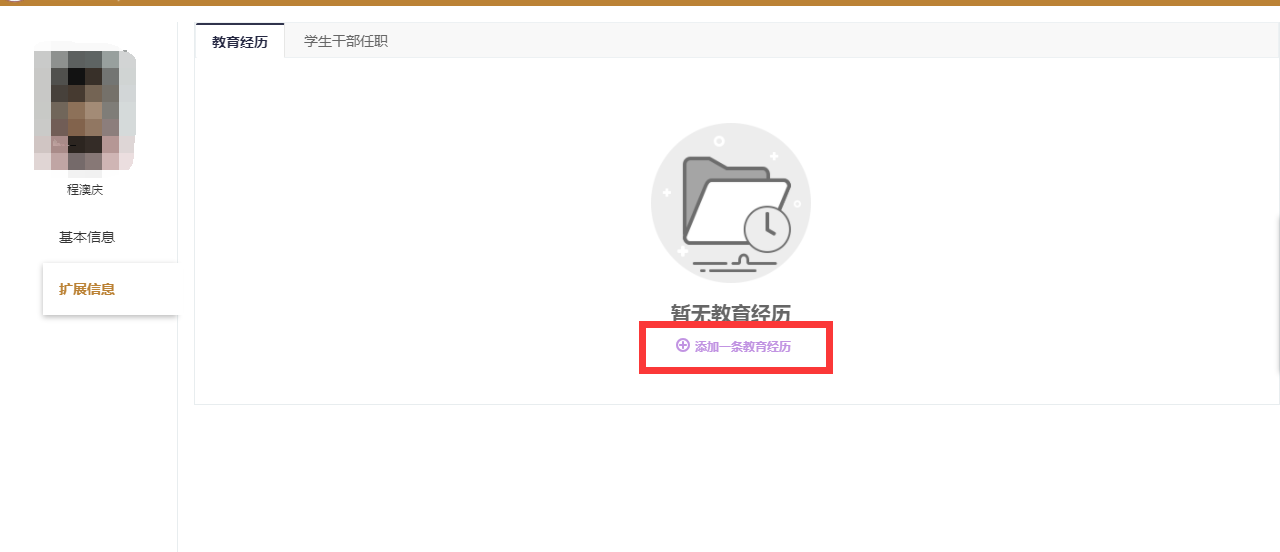 教育经历
学生干部任职
程澳庆
基本信息
扩展信息
暂无教育经历
添加一条教育经历